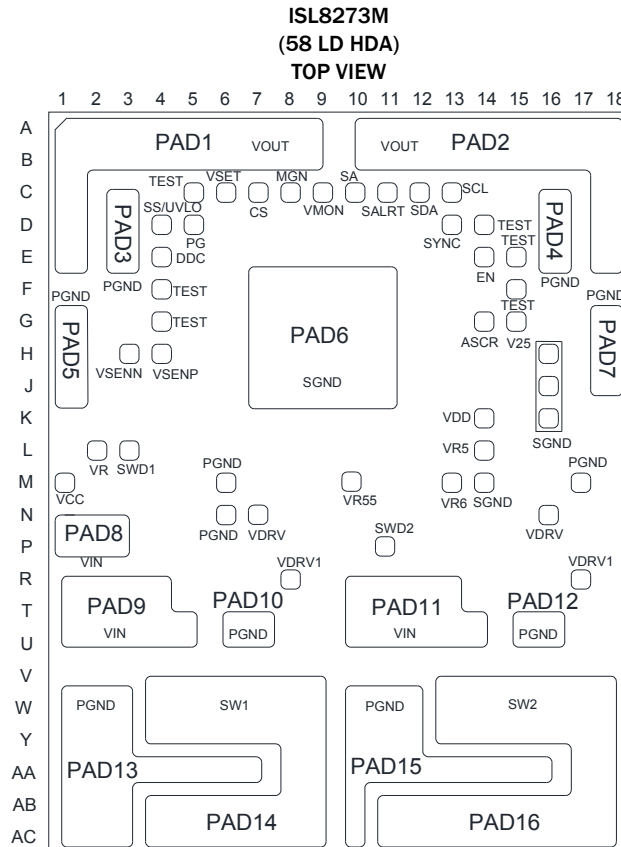 ISL8273M
(58 LD HDA)
TOP VIEW
1 2 3 4 5 6 7 8 9 10 11 12 13 14 15 16 17 18
A
PAD1 VOUT VOUT PAD2
B
TEST VSET MGN SA
C SCL
SS/UVLO CS VMON SALRT SDA
D PAD3 PAD4 TEST
PG SYNC TEST
E DDC
PGND EN PGND
F PGND TEST PGND
TEST
G TEST
PAD5 PAD6 PAD7
ASCR V25
H
VSENN VSENP
J SGND
K VDD
SGND
L VR5
VR SWD1 PGND PGND
M
VCC VR55 VR6 SGND
N
PAD8 PGND VDRV SWD2 VDRV
P
VIN VDRV1 VDRV1
R
PAD9 PAD10 PAD11 PAD12
T
VIN PGND VIN PGND
U
V
W PGND SW1 PGND SW2
Y
AA PAD13 PAD15
AB
PAD14 PAD16
AC